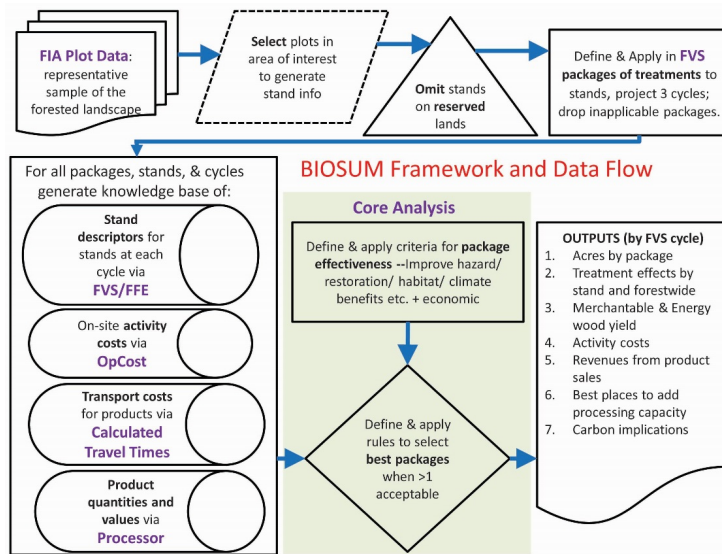 FIA Plot Data:
representative
sample of the
forested landscape
Select plots in
area of interest
to generate
stand info
Omit stands
on reserved
lands
Define & Apply in FVS
packages of treatments to
stands, project 3 cycles;
drop inapplicable packages.
BIOSUM Framework and Data Flow
For all packages, stands, & cycles
generate knowledge base of:
Stand
descriptors for
stands at each
cycle via
FVS/FFE
On-site activity
costs via
OpCost
Transport costs
for products via
Calculated
Travel Times
Product
quantities and
values via
Processor
Core Analysis
Define & apply criteria for package
effectiveness --Improve hazard/
restoration/ habitat/ climate
benefits etc. + economic
Define & apply
rules to select
best packages
when >1
acceptable
OUTPUTS (by FVS cycle)
1. Acres by package
2. Treatment effects by
stand and forestwide
3. Merchantable & Energy
wood yield
4. Activity costs
5. Revenues from product
sales
6. Best places to add
processing capacity
7. Carbon implications